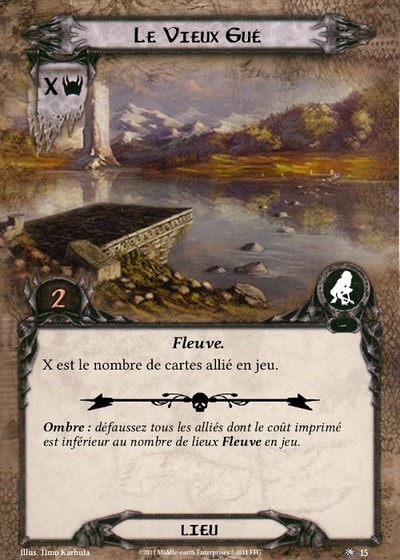 Le Vieux Gué
X
2
Fleuve.
X est le nombre de cartes allié en jeu.
Ombre : défaussez tous les alliés dont le coût imprimé
est inférieur au nombre de lieux Fleuve en jeu.
Lieu
Illus. Timo Karhula ©2011 Middle-earth Enterprises ©2011 FFG 15